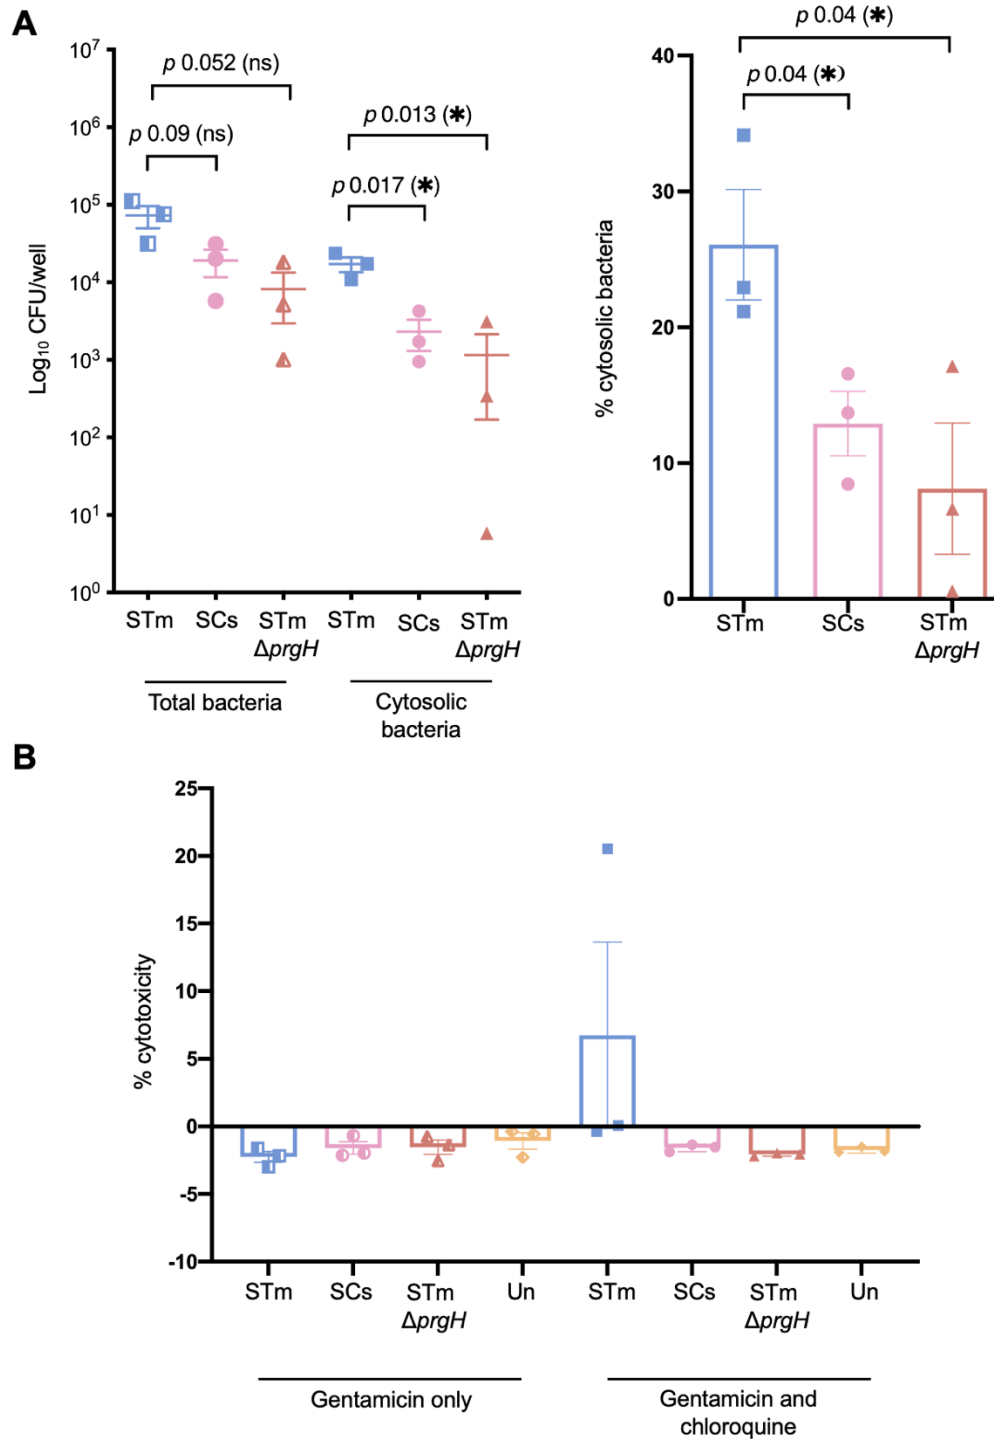 A
p 0.04 (*)
p 0.04 (*)
p 0.052 (ns)
p 0.09 (ns)
p 0.013 (*)
p 0.017 (*)
Log₁₀ CFU/well
10⁷
10⁶
10⁵
10⁴
10³
10²
10¹
10⁰
STm
SCs
STm
ΔprgH
STm
SCs
STm
ΔprgH
Total bacteria
Cytosolic
bacteria
% cytosolic bacteria
40
30
20
10
0
STm
SCs
STm
ΔprgH
B
% cytotoxicity
25
20
15
10
5
0
-5
-10
STm
SCs
STm
ΔprgH
Un
STm
SCs
STm
ΔprgH
Un
Gentamicin only
Gentamicin and
chloroquine